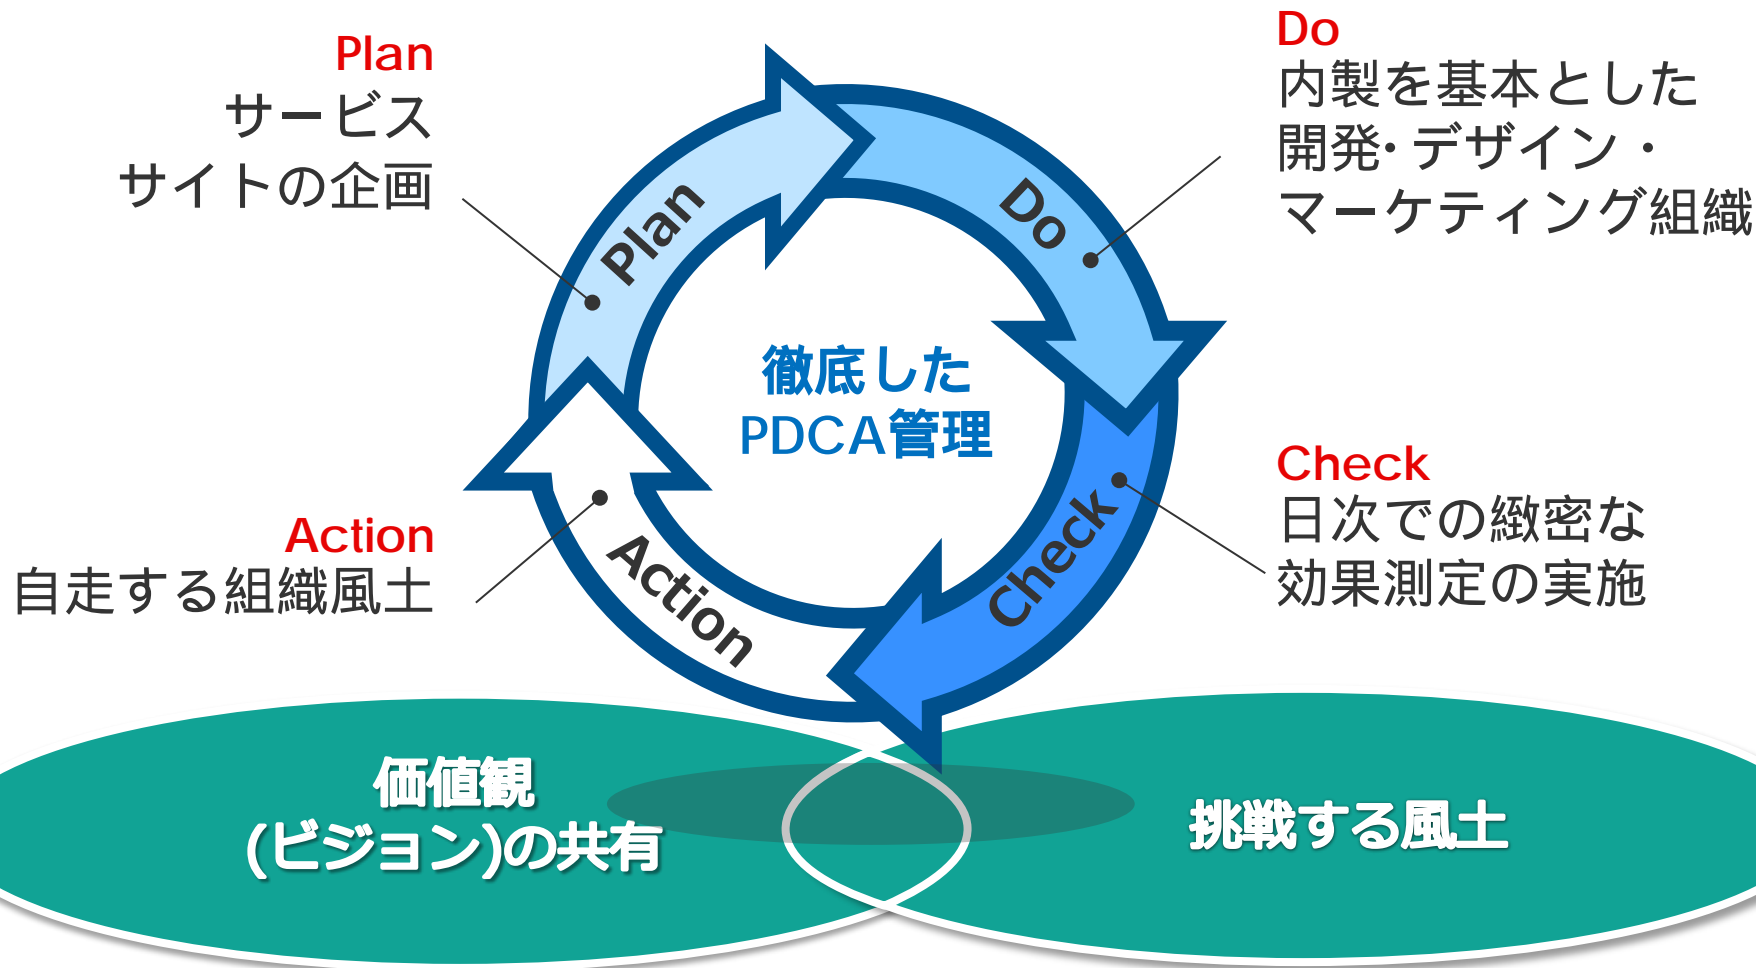 Plan
サービス
サイトの企画
Do
内製を基本とした
開発・デザイン・
マーケティング組織
Plan
Do
徹底した
PDCA管理
Check
日次での緻密な
効果測定の実施
Check
Action
自走する組織風土
Action
価値観
(ビジョン)の共有
挑戦する風土